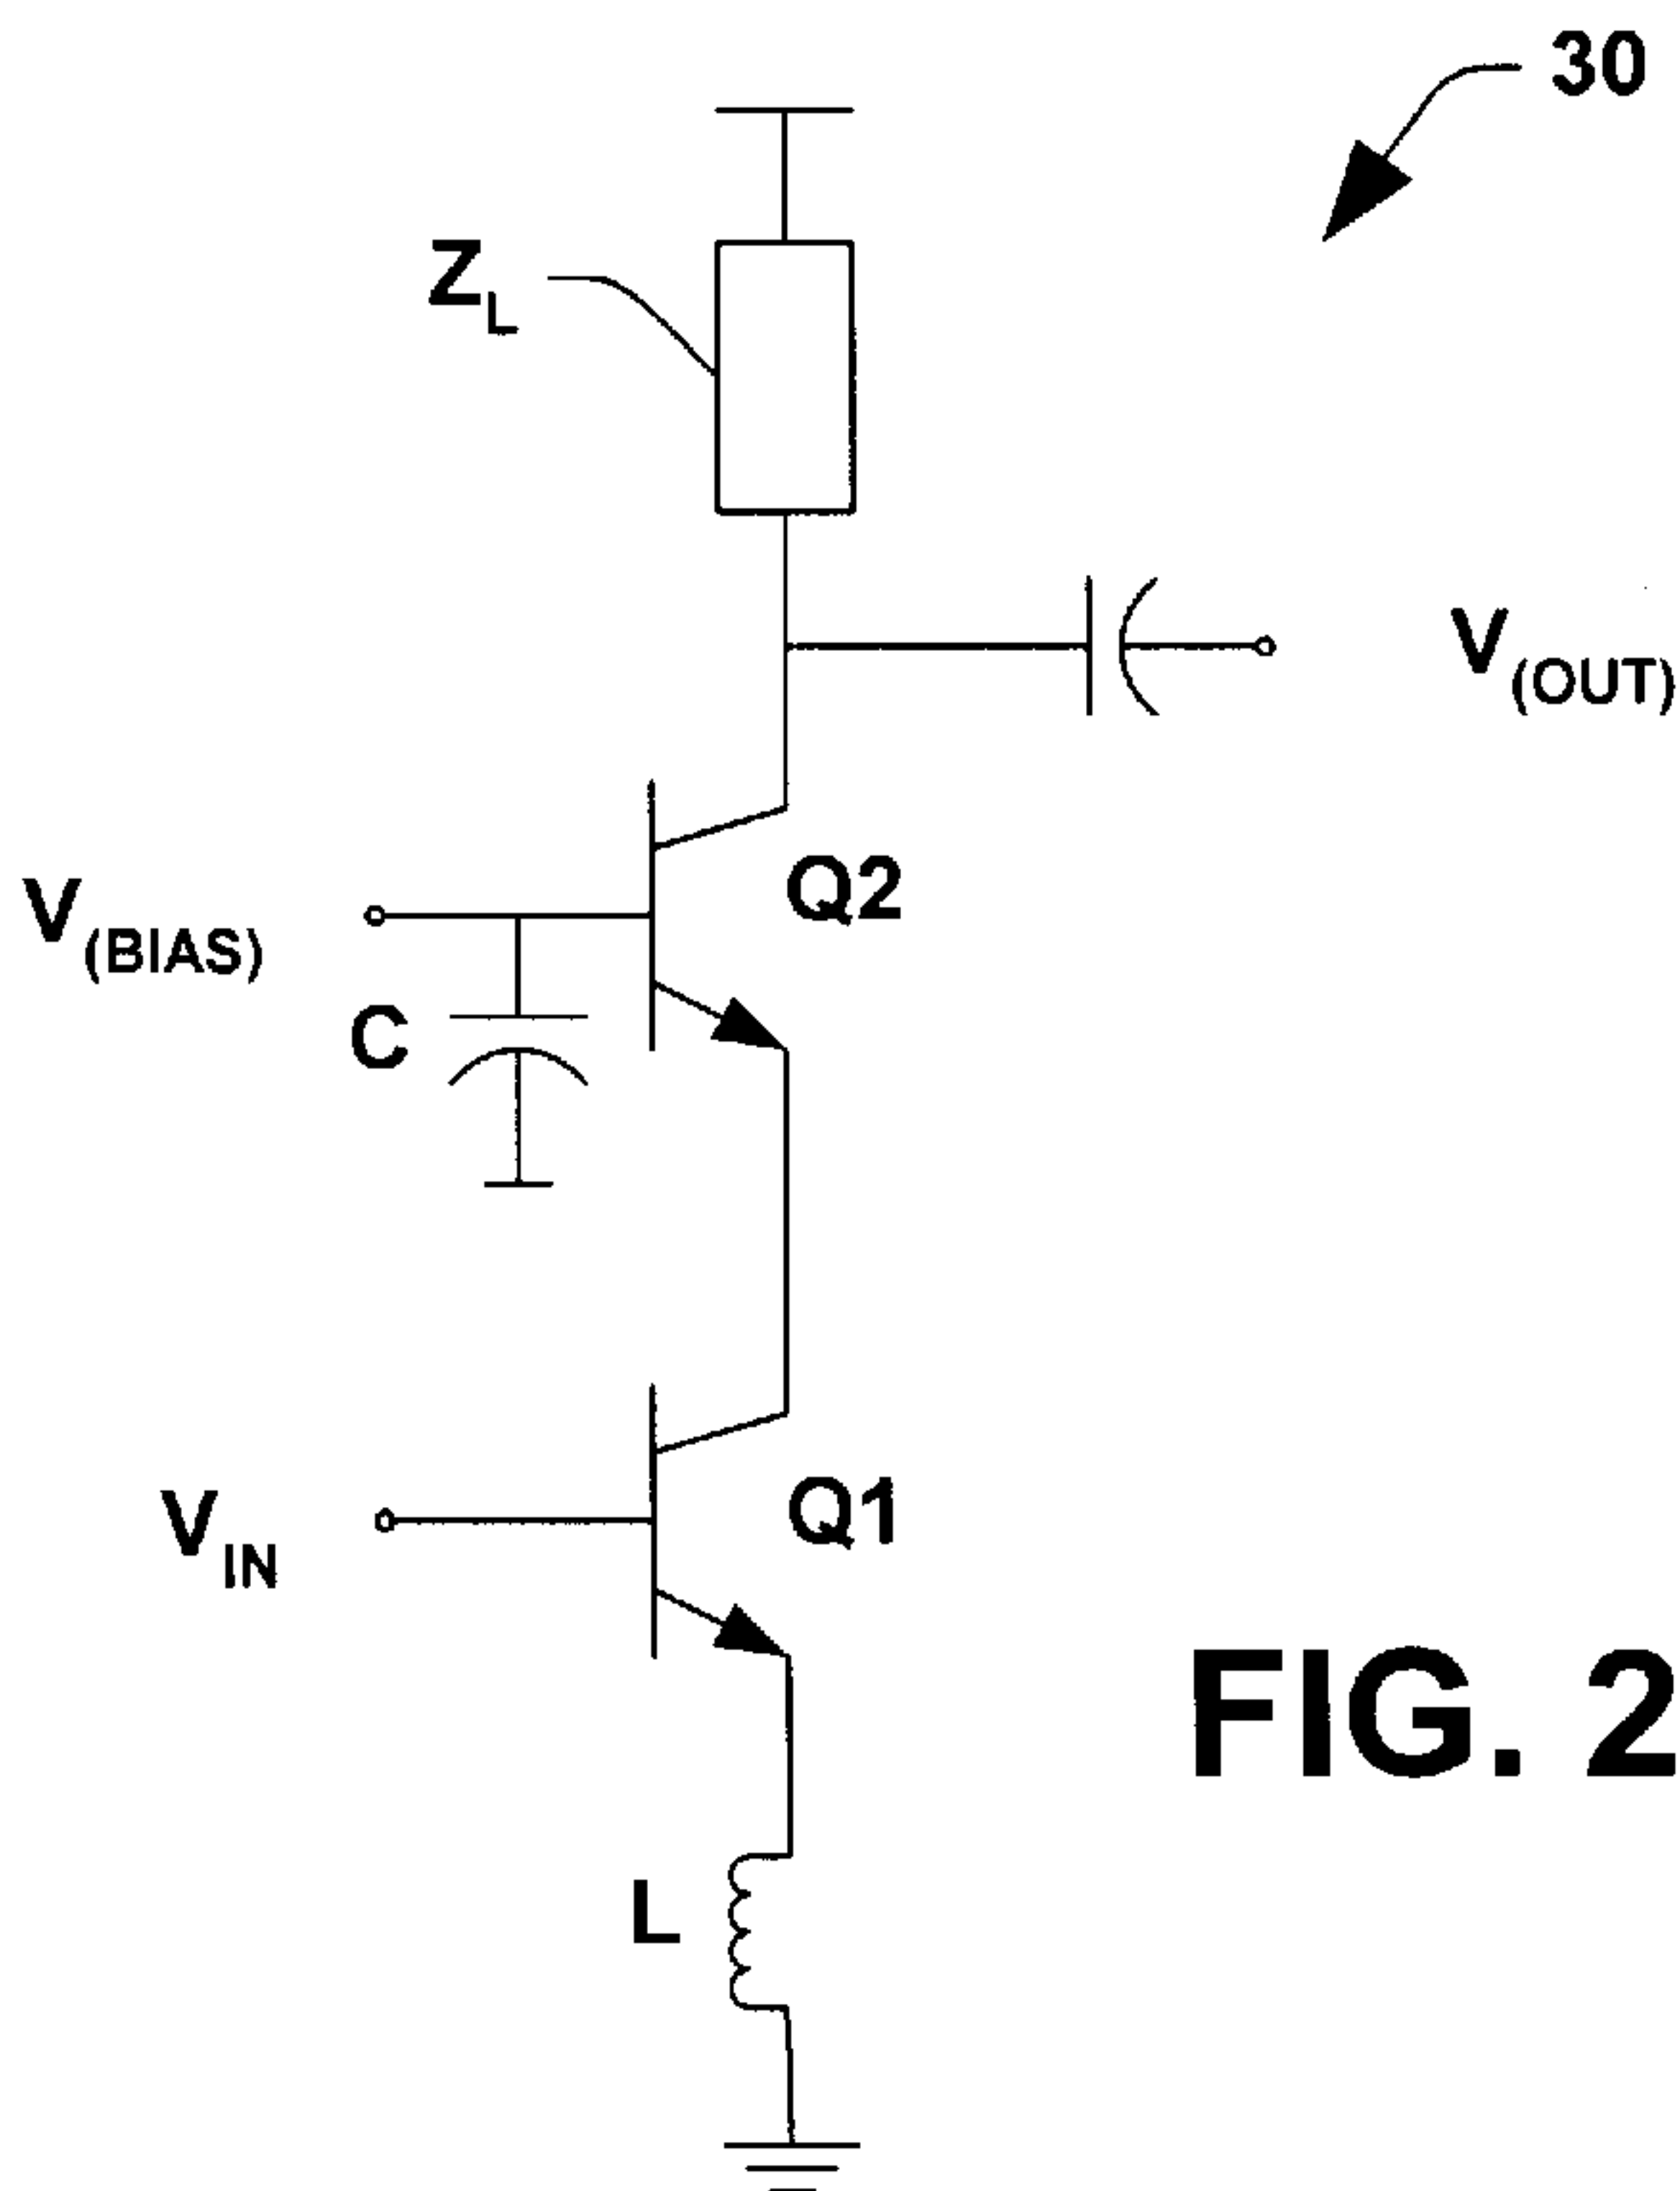 30
Z_L
V_(OUT)
Q2
V_(BIAS)
C
Q1
V_IN
FIG. 2
L